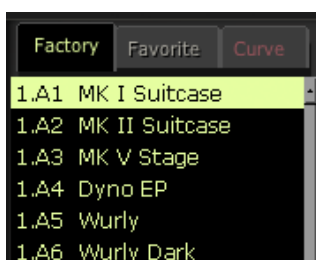 Factory Favorite Curve
1.A1 MK I Suitcase
1.A2 MK II Suitcase
1.A3 MK V Stage
1.A4 Dyno EP
1.A5 Wurly
1.A6 Wurly Dark